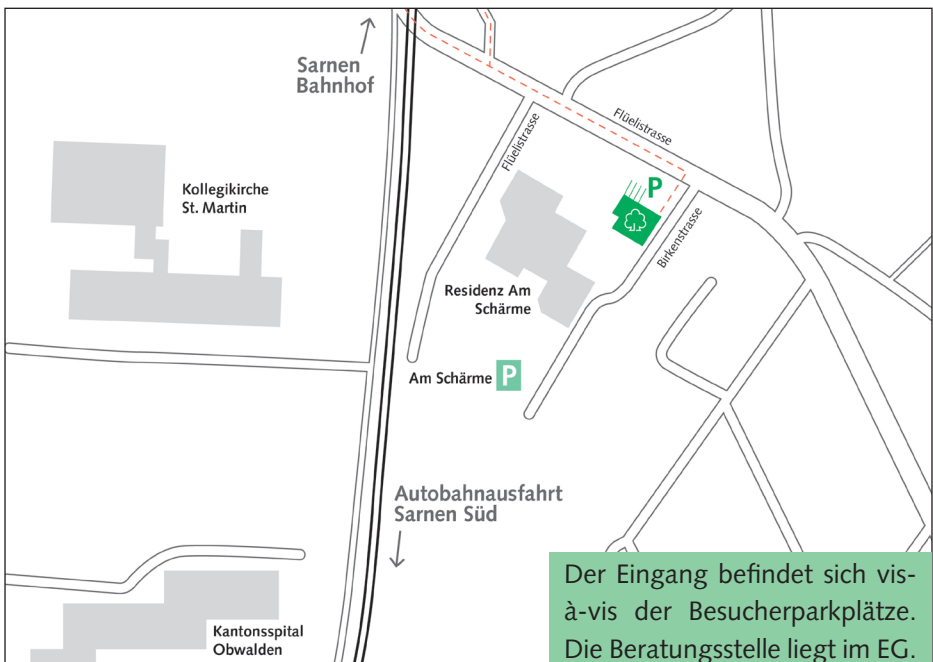 Sarnen
Bahnhof
Flüelistrasse
Flüelistrasse
Kollegikirche
St. Martin
P
Birkenstrasse
Residenz Am
Schärme
Am Schärme P
Autobahnausfahrt
Sarnen Süd
Kantonsspital
Obwalden
Der Eingang befindet sich vis-
à-vis der Besucherparkplätze.
Die Beratungsstelle liegt im EG.